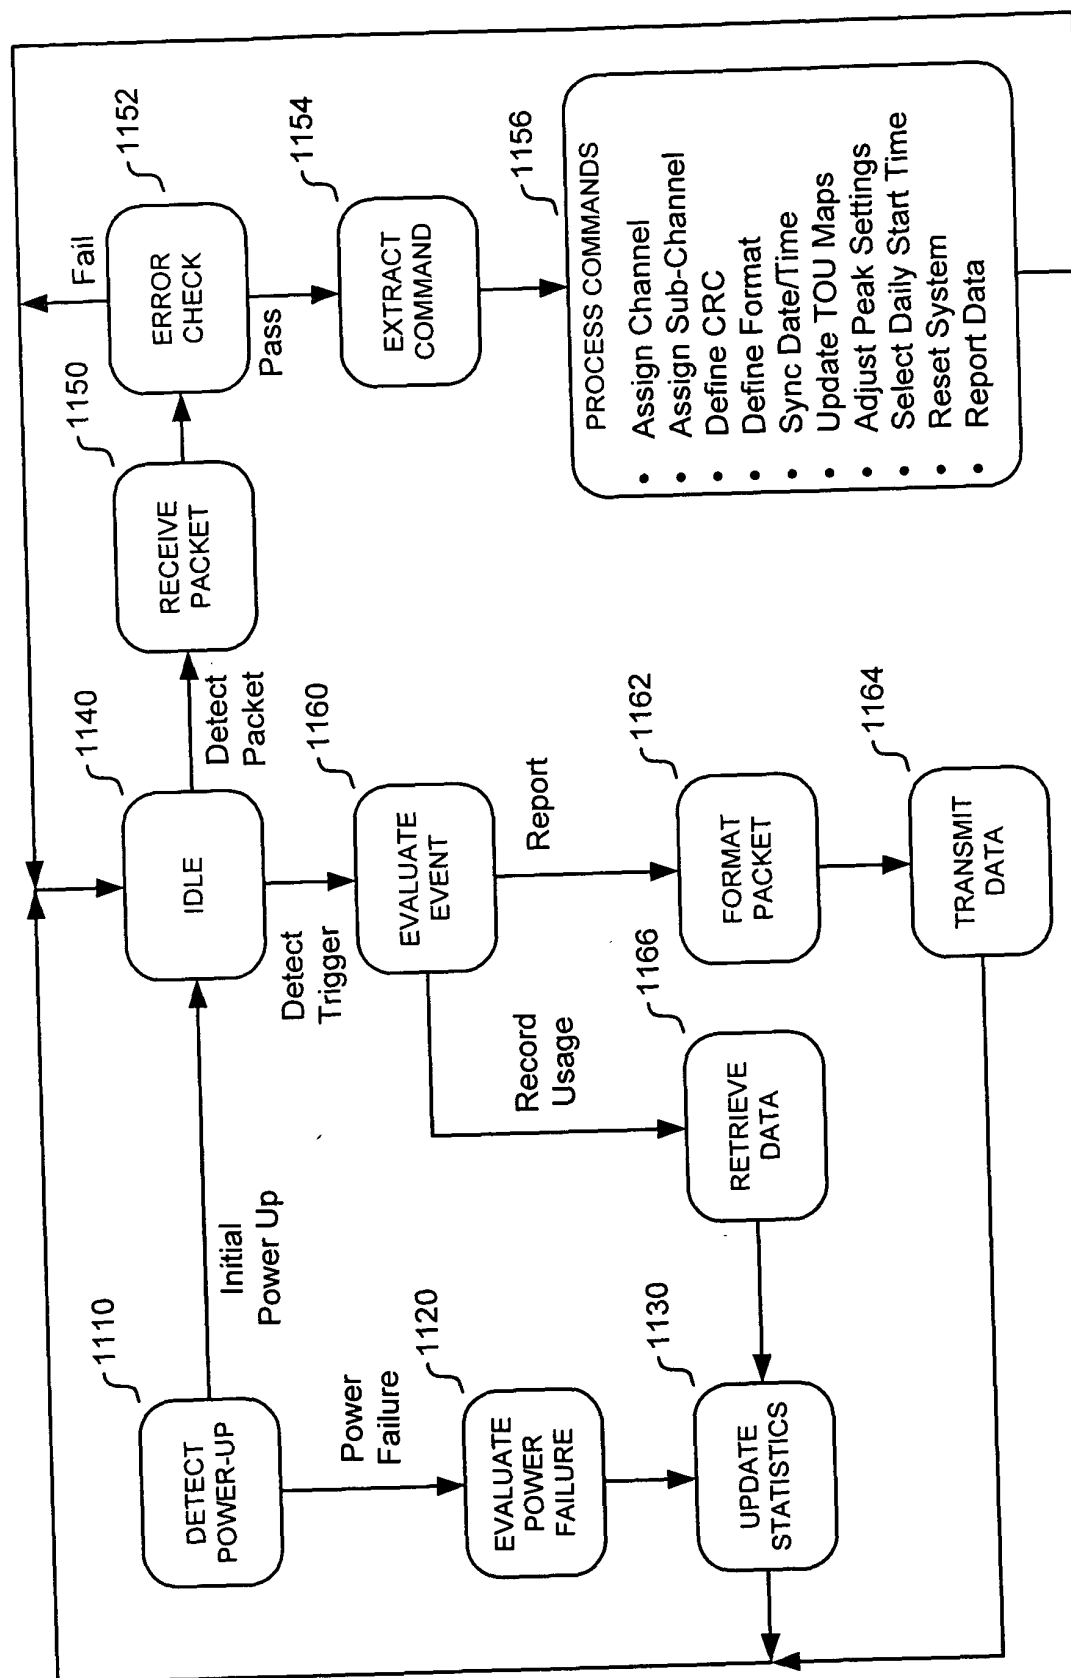 1110
DETECT
POWER-UP
Initial
Power Up
1140
IDLE
Detect
Packet
1150
RECEIVE
PACKET
1152
ERROR
CHECK
Fail
Pass
Power
Failure
1120
EVALUATE
POWER
FAILURE
Detect
Trigger
1160
EVALUATE
EVENT
1154
EXTRACT
COMMAND
Record
Usage
Report
1130
UPDATE
STATISTICS
1166
RETRIEVE
DATA
1162
FORMAT
PACKET
1164
TRANSMIT
DATA
1156
PROCESS COMMANDS
• Assign Channel
• Assign Sub-Channel
• Define CRC
• Define Format
• Sync Date/Time
• Update TOU Maps
• Adjust Peak Settings
• Select Daily Start Time
• Reset System
• Report Data